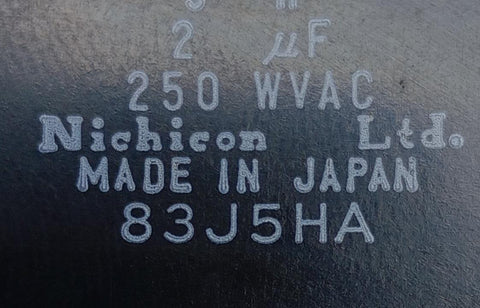 2 µF
250 WVAC
Nichicon Ltd.
MADE IN JAPAN
83J5HA